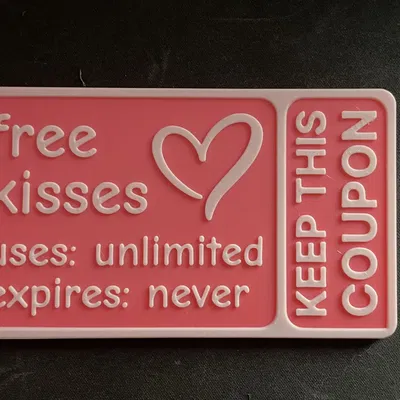 free
kisses
uses: unlimited
expires: never
KEEP THIS
COUPON